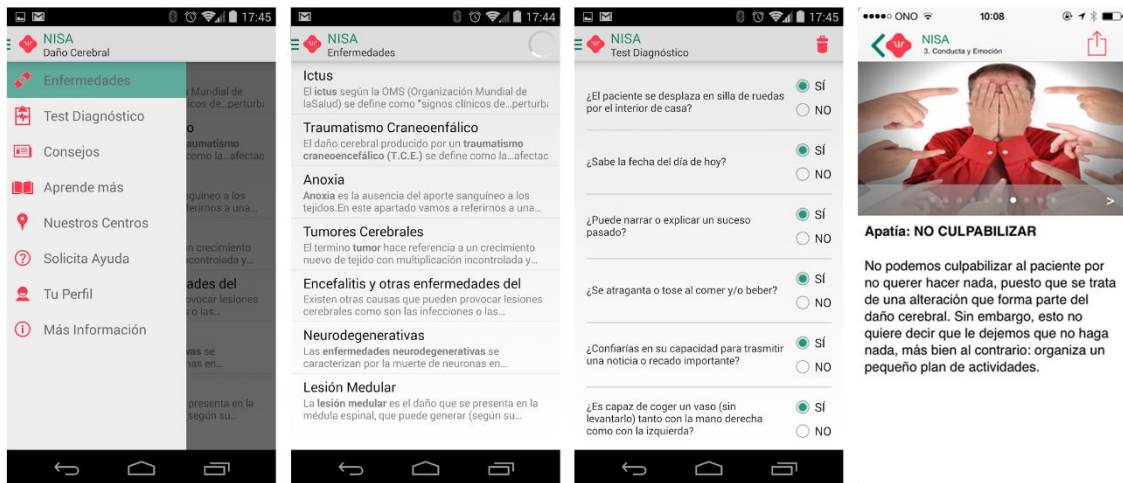 17:45
NISA
Daño Cerebral
Enfermedades
Test Diagnóstico
Consejos
Aprende más
Nuestros Centros
Solicita Ayuda
Tu Perfil
Más Información
17:44
NISA
Enfermedades
Ictus
El ictus según la OMS (Organización Mundial de
laSalud) se define como "signos clínicos de...perturb
Traumatismo Craneoenfálico
El daño cerebral producido por un traumatismo
craneoencefálico (T.C.E.) se define como la...afectac
Anoxia
Anoxia es la ausencia del aporte sanguíneo a los
tejidos.En este apartado vamos a referirnos a una...
Tumores Cerebrales
El termino tumor hace referencia a un crecimiento
nuevo de tejido con multiplicación incontrolada y...
Encefalitis y otras enfermedades del
Existen otras causas que pueden provocar lesiones
cerebrales como son las infecciones o las...
Neurodegenerativas
Las enfermedades neurodegenerativas se
caracterizan por la muerte de neuronas en...
Lesión Medular
La lesión medular es el daño que se presenta en la
médula espinal, que puede generar (según su...
17:45
NISA
Test Diagnóstico
¿El paciente se desplaza en silla de ruedas
por el interior de casa?
SÍ
NO
¿Sabe la fecha del día de hoy?
SÍ
NO
¿Puede narrar o explicar un suceso
pasado?
SÍ
NO
¿Se atraganta o tose al comer y/o beber?
SÍ
NO
¿Confiarías en su capacidad para trasmitir
una noticia o recado importante?
SÍ
NO
¿Es capaz de coger un vaso (sin
levantarlo) tanto con la mano derecha
como con la izquierda?
SÍ
NO
ONO 10:08
NISA
3. Conducta y Emoción
Apatía: NO CULPABILIZAR
No podemos culpabilizar al paciente por
no querer hacer nada, puesto que se trata
de una alteración que forma parte del
daño cerebral. Sin embargo, esto no
quiere decir que le dejemos que no haga
nada, más bien al contrario: organiza un
pequeño plan de actividades.